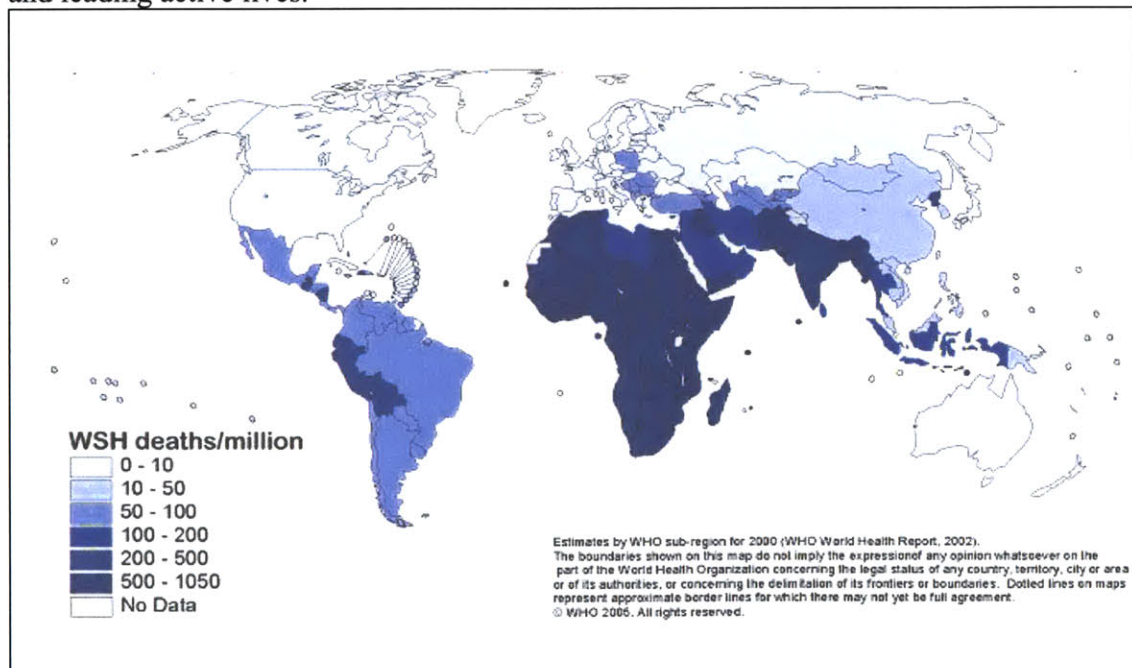 and leading active lives.
WSH deaths/million
0 - 10
10 - 50
50 - 100
100 - 200
200 - 500
500 - 1050
No Data
Estimates by WHO sub-region for 2000 (WHO World Health Report, 2002).
The boundaries shown on this map do not imply the expressionof any opinion whatsoever on the
part of the World Health Organization concerning the legal status of any country, territory, city or area
or of its authorities, or concerning the delimitation of its frontiers or boundaries. Dotted lines on maps
represent approximate border lines for which there may not yet be full agreement.
© WHO 2005. All rights reserved.